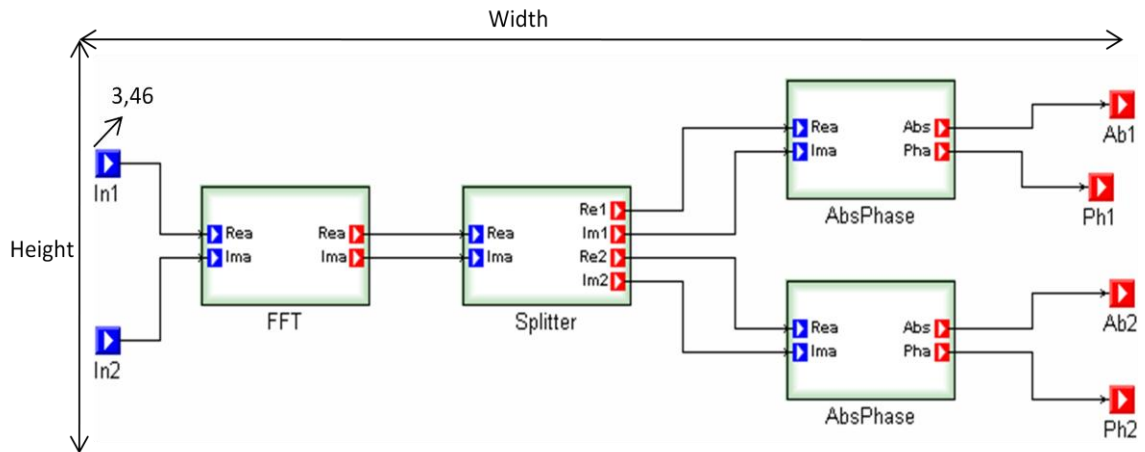 Width
3,46
In1
Height
In2
Rea
Ima
Rea
Ima
FFT
Rea
Ima
Re1
Im1
Re2
Im2
Splitter
Rea
Ima
Abs
Pha
AbsPhase
Ab1
Ph1
Rea
Ima
Abs
Pha
AbsPhase
Ab2
Ph2